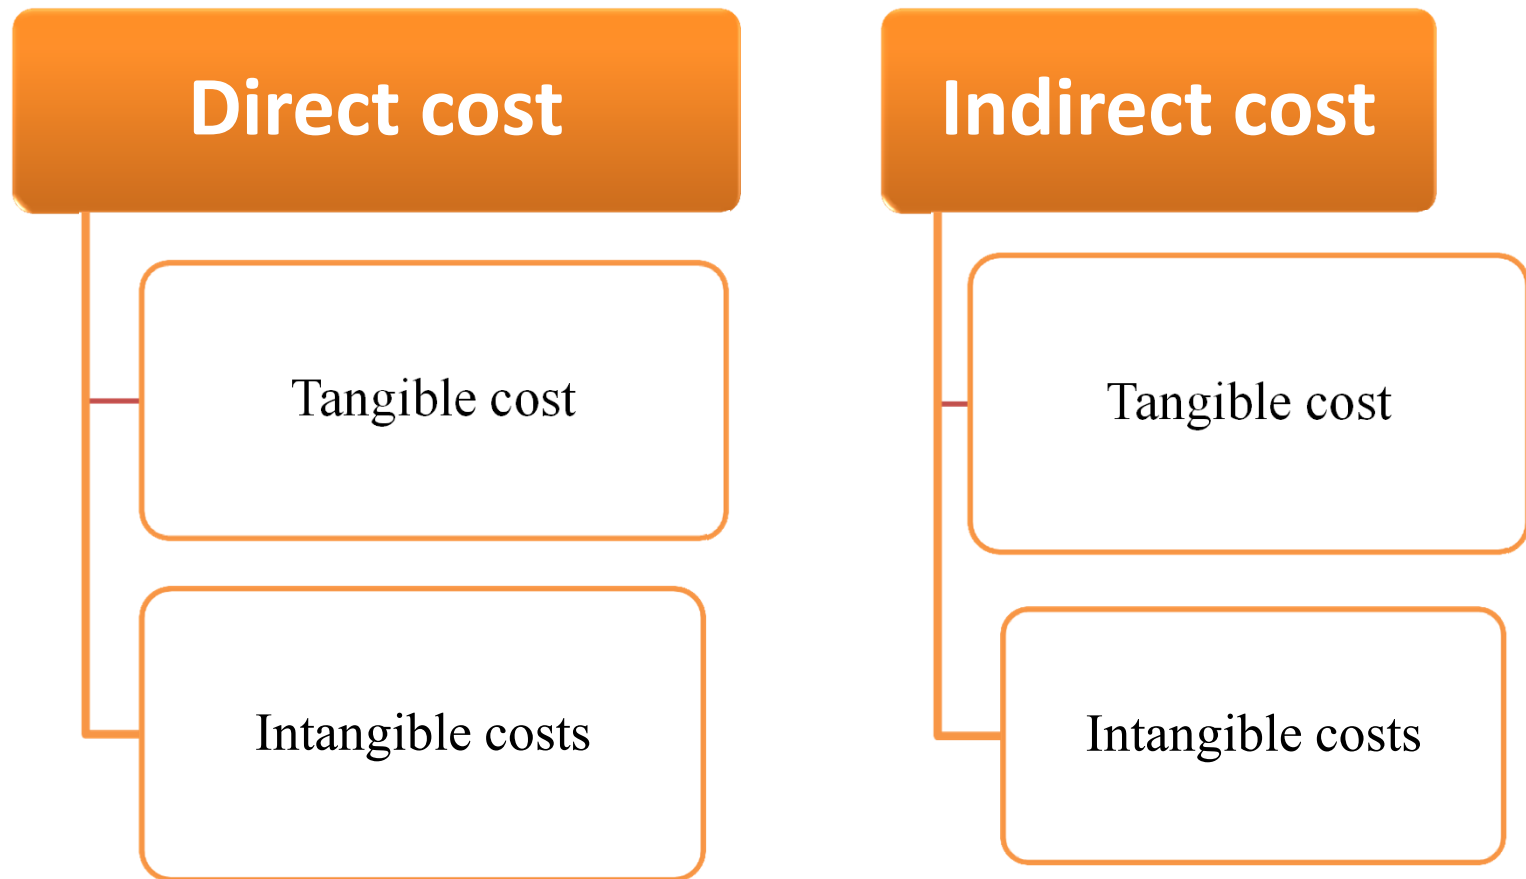 Direct cost
Tangible cost
Intangible costs
Indirect cost
Tangible cost
Intangible costs